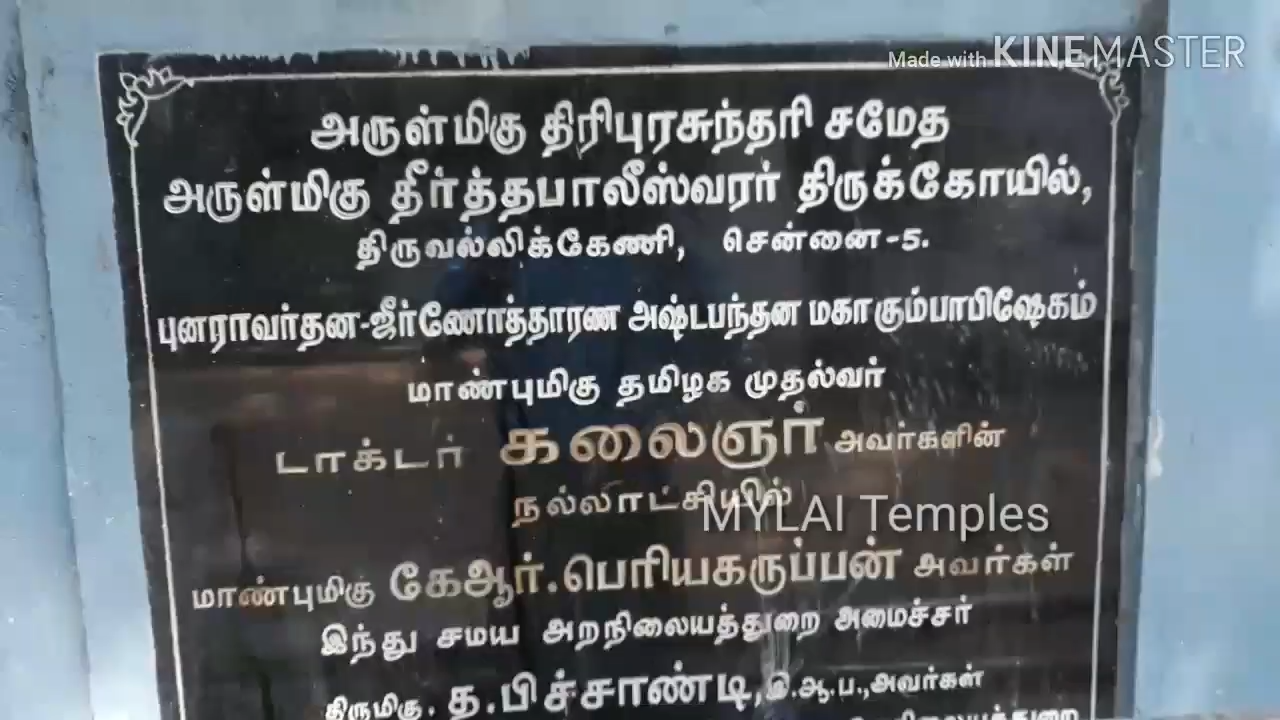 Made with KINEMASTER
அருள்மிகு திரிபுரசுந்தரி சமேத
அருள்மிகு தீர்த்தபாலீஸ்வரர் திருக்கோயில்,
திருவல்லிக்கேணி, சென்னை-5.
புனராவர்தன-ஜீர்ணோத்தாரண அஷ்டபந்தன மகாகும்பாபிஷேகம்
மாண்புமிகு தமிழக முதல்வர்
டாக்டர் கலைஞர் அவர்களின்
நல்லாட்சியில்
MYLAI Temples
மாண்புமிகு கேஆர்.பெரியகருப்பன் அவர்கள்
இந்து சமய அறநிலையத்துறை அமைச்சர்
திருமிகு. த.பிச்சாண்டி,இ.ஆ.ப.,அவர்கள்